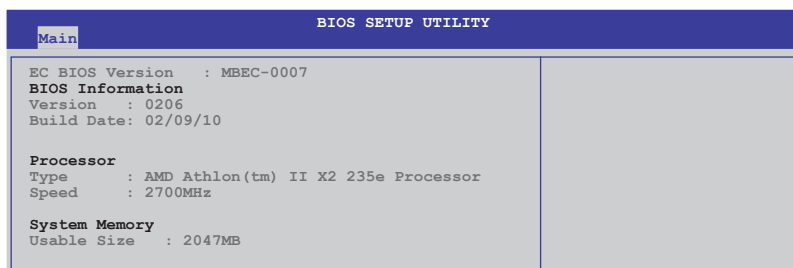 BIOS SETUP UTILITY
Main
EC BIOS Version : MBEC-0007
BIOS Information
Version : 0206
Build Date: 02/09/10
Processor
Type : AMD Athlon(tm) II X2 235e Processor
Speed : 2700MHz
System Memory
Usable Size : 2047MB